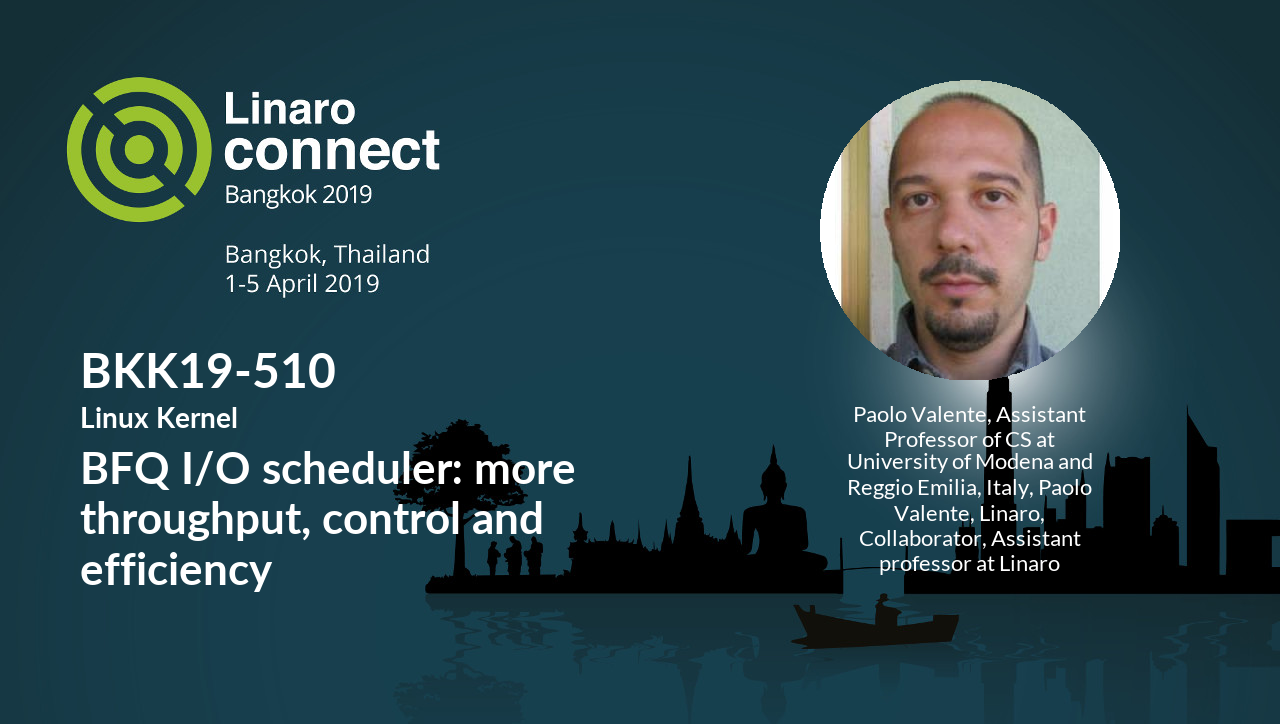 Linaro
connect
Bangkok 2019
Bangkok, Thailand
1-5 April 2019
BKK19-510
Linux Kernel
BFQ I/O scheduler: more
throughput, control and
efficiency
Paolo Valente, Assistant
Professor of CS at
University of Modena and
Reggio Emilia, Italy, Paolo
Valente, Linaro,
Collaborator, Assistant
professor at Linaro